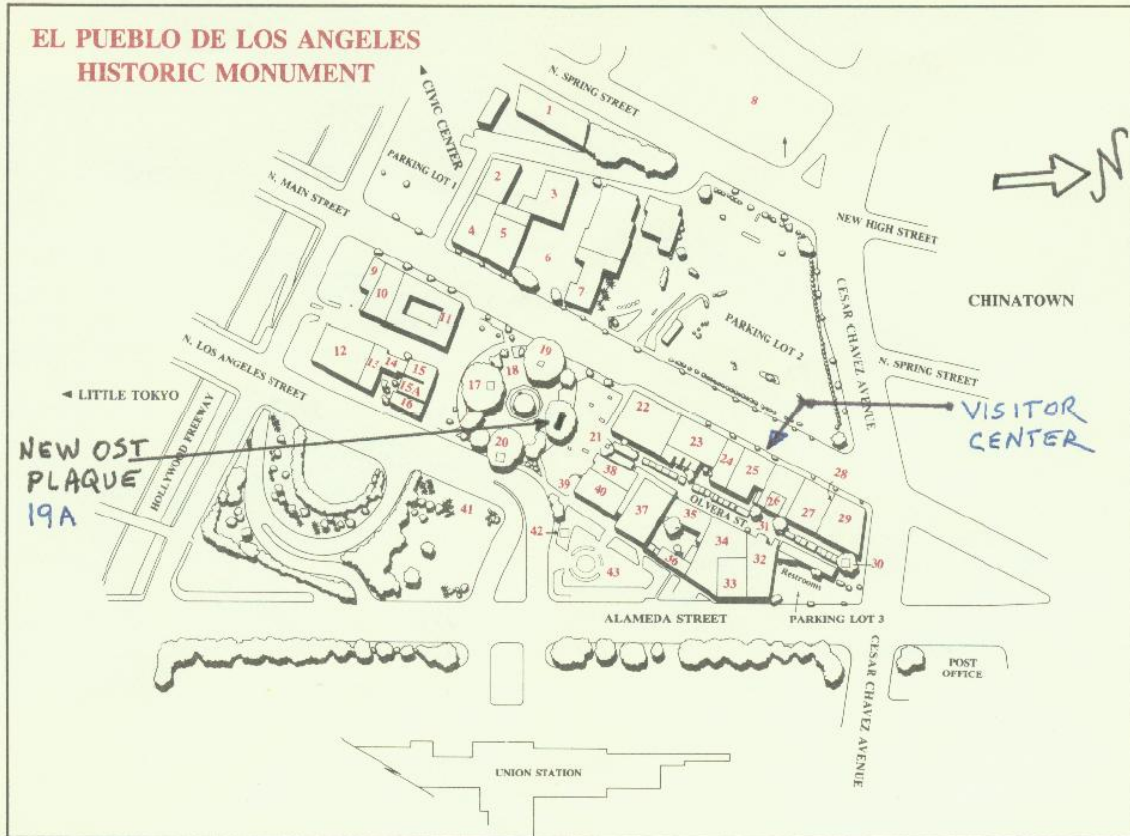 EL PUEBLO DE LOS ANGELES
HISTORIC MONUMENT
CIVIC CENTER
N. SPRING STREET
8
1
N
PARKING LOT 1
N. MAIN STREET
2
3
4
5
6
7
NEW HIGH STREET
CESAR CHAVEZ AVENUE
CHINATOWN
PARKING LOT 2
N. SPRING STREET
9
10
11
12
13
14
15
15A
16
N. LOS ANGELES STREET
LITTLE TOKYO
HOLLYWOOD FREEWAY
17
18
19
20
21
22
23
24
25
26
27
28
29
30
VISITOR
CENTER
NEW OST
PLAQUE
19A
OLVERA ST.
31
32
33
34
35
36
37
38
39
40
41
42
43
Restrooms
ALAMEDA STREET
PARKING LOT 3
CESAR CHAVEZ AVENUE
POST
OFFICE
UNION STATION